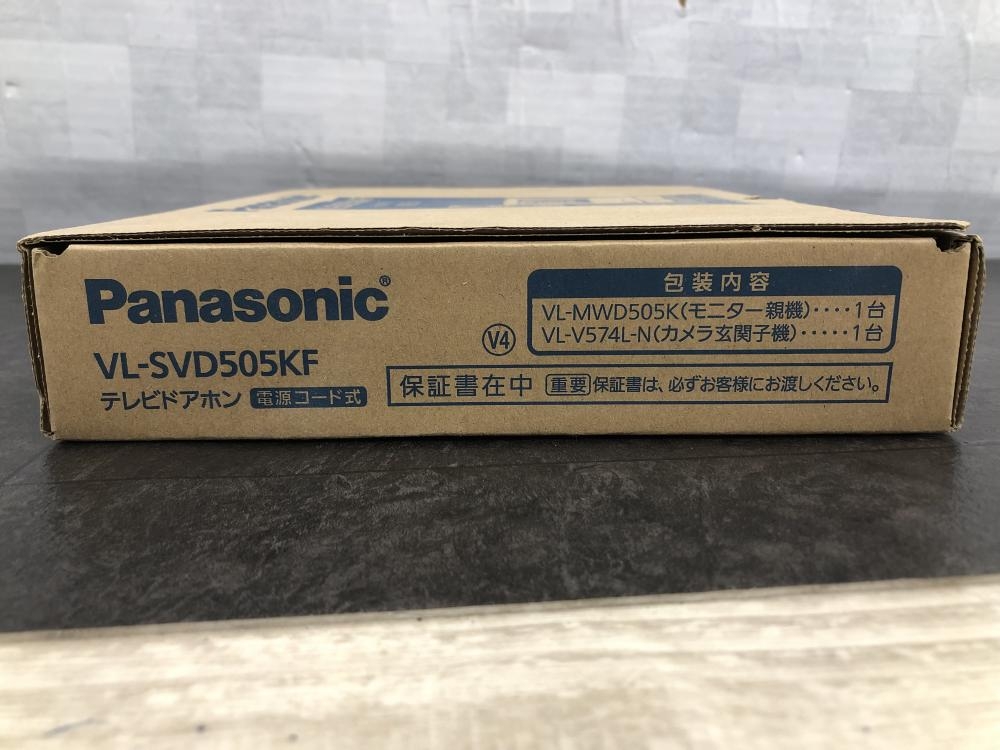 Panasonic®
VL-SVD505KF
テレビドアホン 電源コード式
V4
包装内容
VL-MWD505K(モニター親機)････1台
VL-V574L-N(カメラ玄関子機)･････1台
保証書在中 重要 保証書は、必ずお客様にお渡しください。